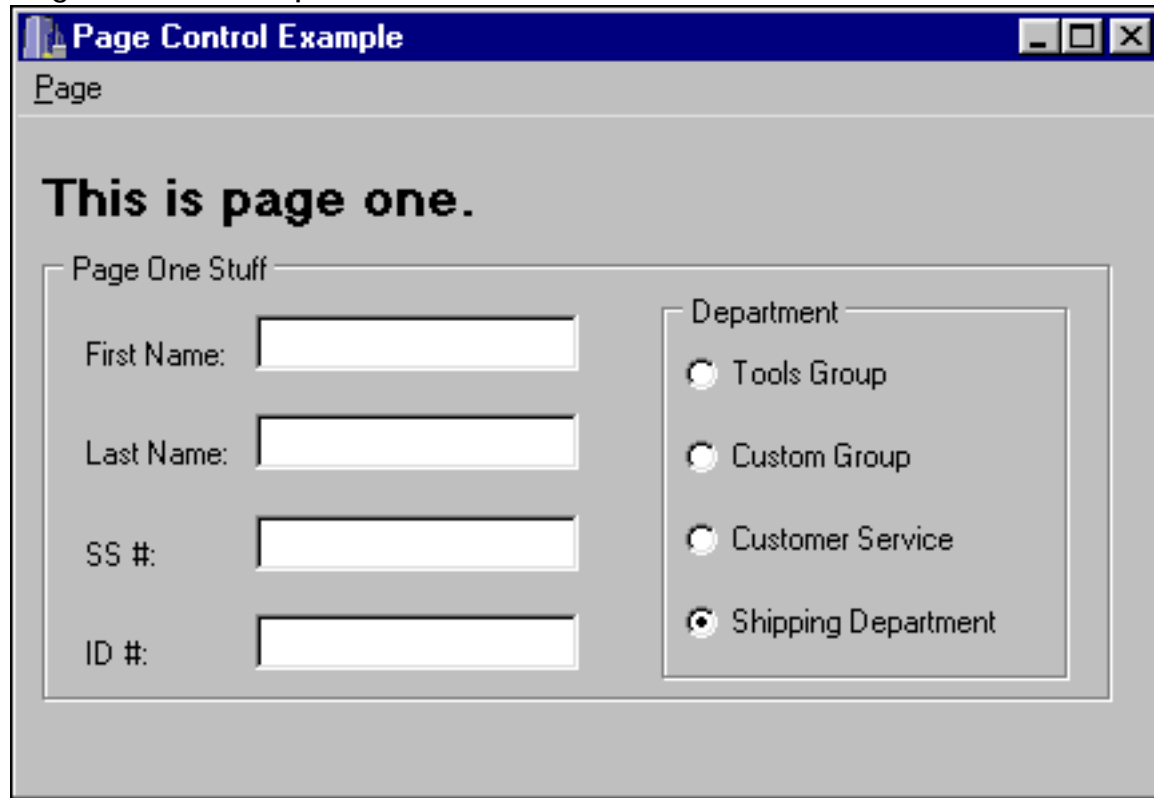 Page Control Example
Page
This is page one.
Page One Stuff
First Name:
Last Name:
SS #:
ID #:
Department
Tools Group
Custom Group
Customer Service
Shipping Department